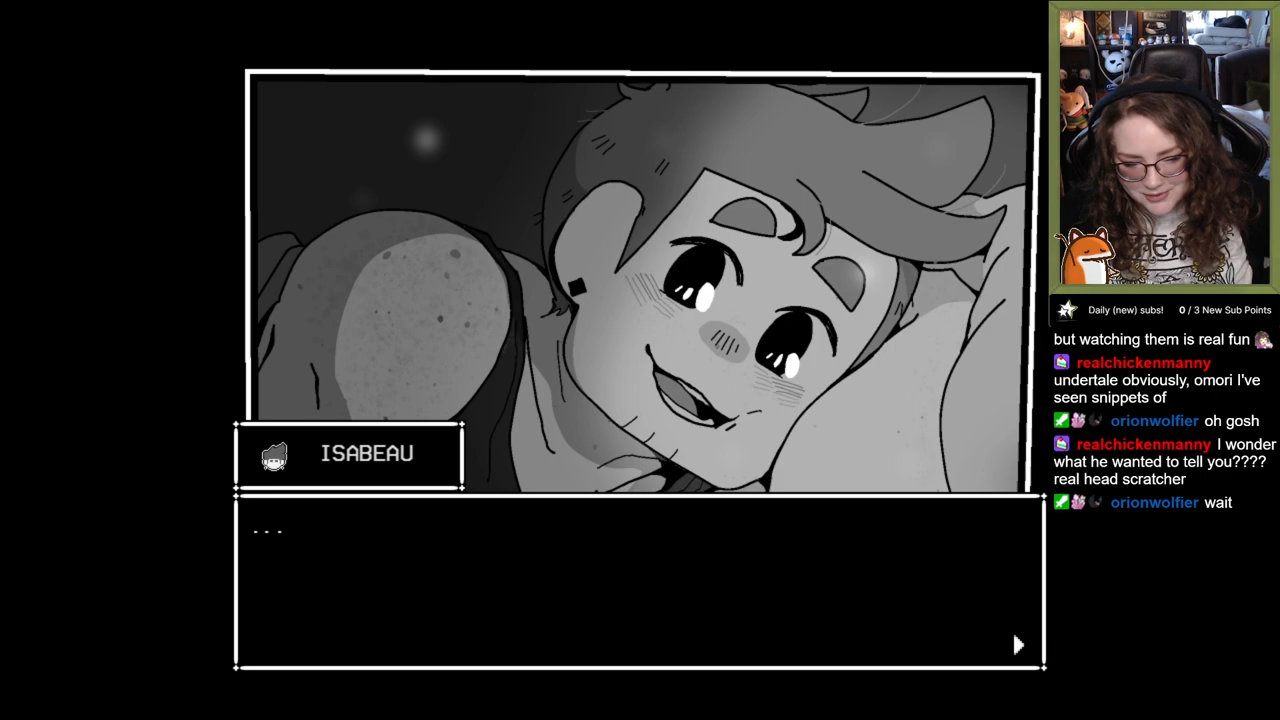 ISABEAU
...
Daily (new) subs! 0 / 3 New Sub Points
but watching them is real fun
realchickenmanny
undertale obviously, omori I've
seen snippets of
orionwolfier oh gosh
realchickenmanny I wonder
what he wanted to tell you????
real head scratcher
orionwolfier wait